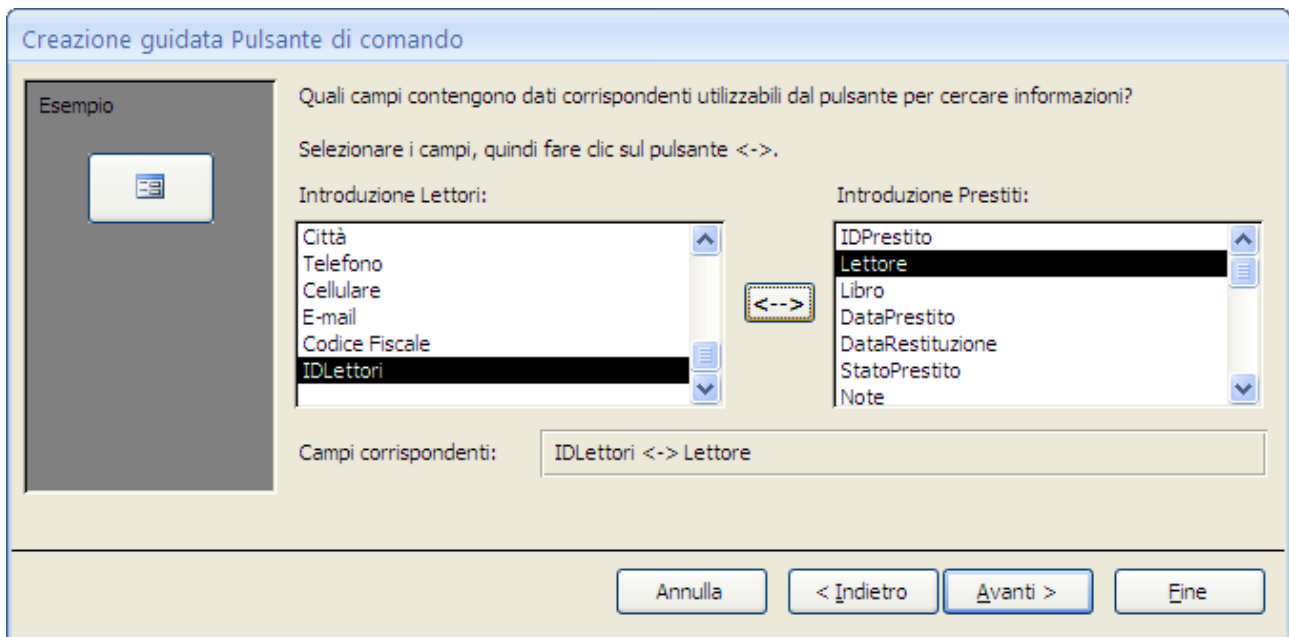 Creazione guidata Pulsante di comando
Esempio
Quali campi contengono dati corrispondenti utilizzabili dal pulsante per cercare informazioni?
Selezionare i campi, quindi fare clic sul pulsante <->.
Introduzione Lettori:
Città
Telefono
Cellulare
E-mail
Codice Fiscale
IDLettori
<-->
Introduzione Prestiti:
IDPrestito
Lettore
Libro
DataPrestito
DataRestituzione
StatoPrestito
Note
Campi corrispondenti: IDLettori <-> Lettore
Annulla < Indietro Avanti > Fine